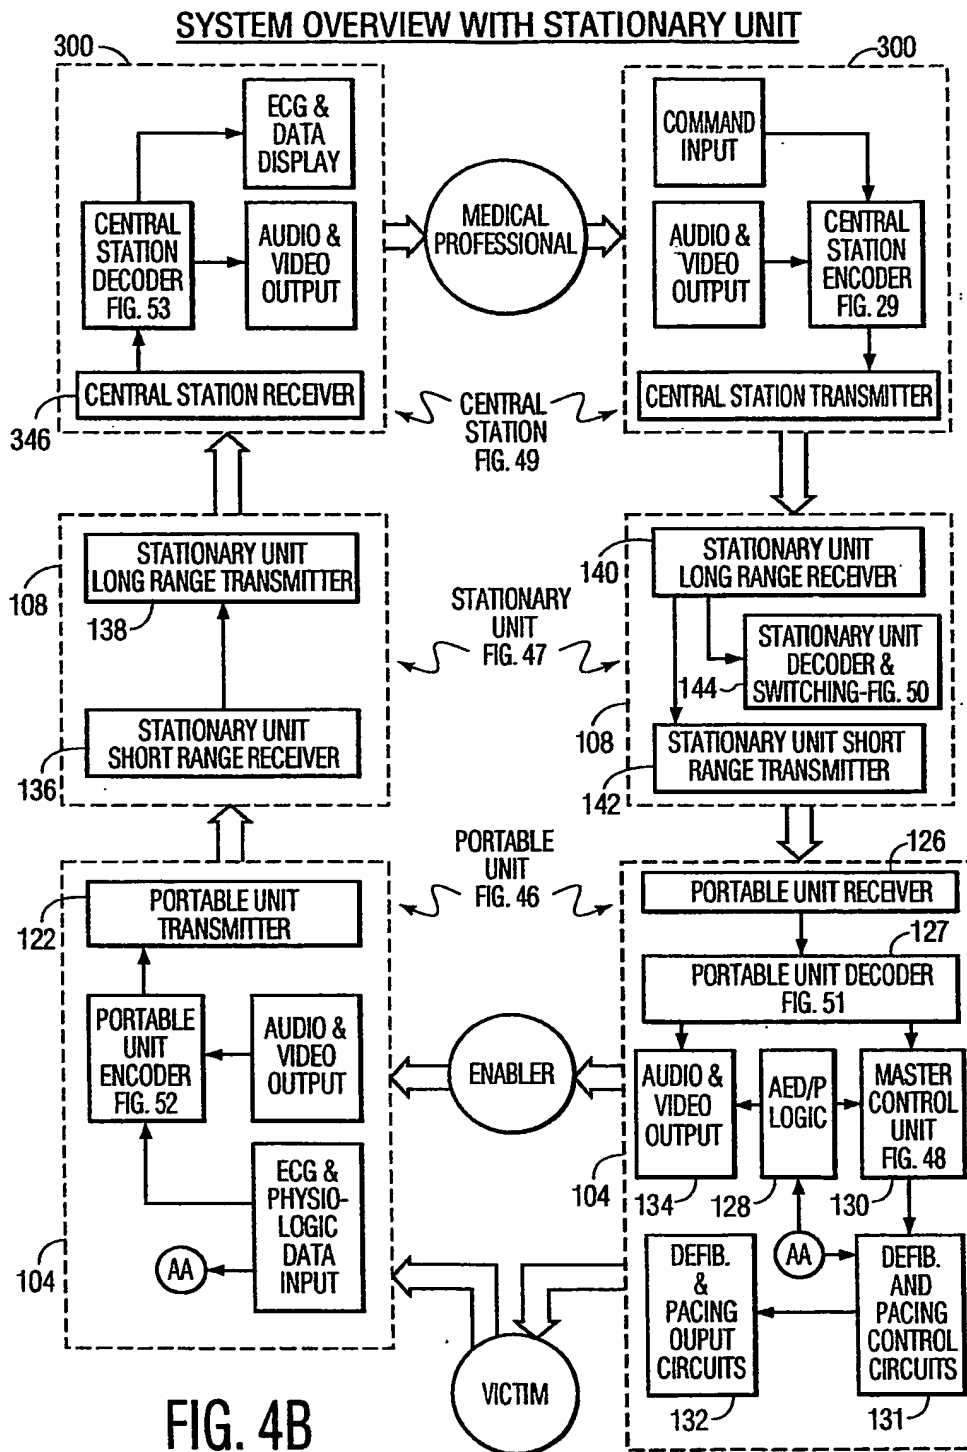 SYSTEM OVERVIEW WITH STATIONARY UNIT
300
300
ECG &
DATA
DISPLAY
CENTRAL
STATION
DECODER
FIG. 53
AUDIO &
VIDEO
OUTPUT
CENTRAL STATION RECEIVER
346
MEDICAL
PROFESSIONAL
COMMAND
INPUT
AUDIO &
VIDEO
OUTPUT
CENTRAL
STATION
ENCODER
FIG. 29
CENTRAL STATION TRANSMITTER
CENTRAL
STATION
FIG. 49
STATIONARY UNIT
LONG RANGE TRANSMITTER
108
138
STATIONARY UNIT
SHORT RANGE RECEIVER
136
STATIONARY
UNIT
FIG. 47
140
STATIONARY UNIT
LONG RANGE RECEIVER
STATIONARY UNIT
DECODER &
SWITCHING-FIG. 50
144
108
STATIONARY UNIT SHORT
RANGE TRANSMITTER
142
PORTABLE
UNIT
FIG. 46
PORTABLE UNIT
TRANSMITTER
122
PORTABLE
UNIT
ENCODER
FIG. 52
AUDIO &
VIDEO
OUTPUT
ECG &
PHYSIO-
LOGIC
DATA
INPUT
AA
104
ENABLER
VICTIM
126
PORTABLE UNIT RECEIVER
127
PORTABLE UNIT DECODER
FIG. 51
AUDIO &
VIDEO
OUTPUT
AED/P
LOGIC
MASTER
CONTROL
UNIT
FIG. 48
104
134
128
130
AA
DEFIB.
&
PACING
OUPUT
CIRCUITS
DEFIB.
AND
PACING
CONTROL
CIRCUITS
132
131
FIG. 4B